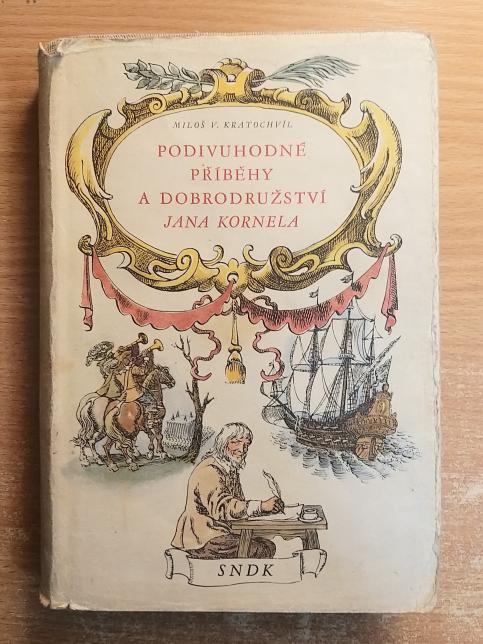 MILOŠ V. KRATOCHVÍL
PODIVUHODNÉ
PŘÍBĚHY
A DOBRODRUŽSTVÍ
JANA KORNELA
SNDK